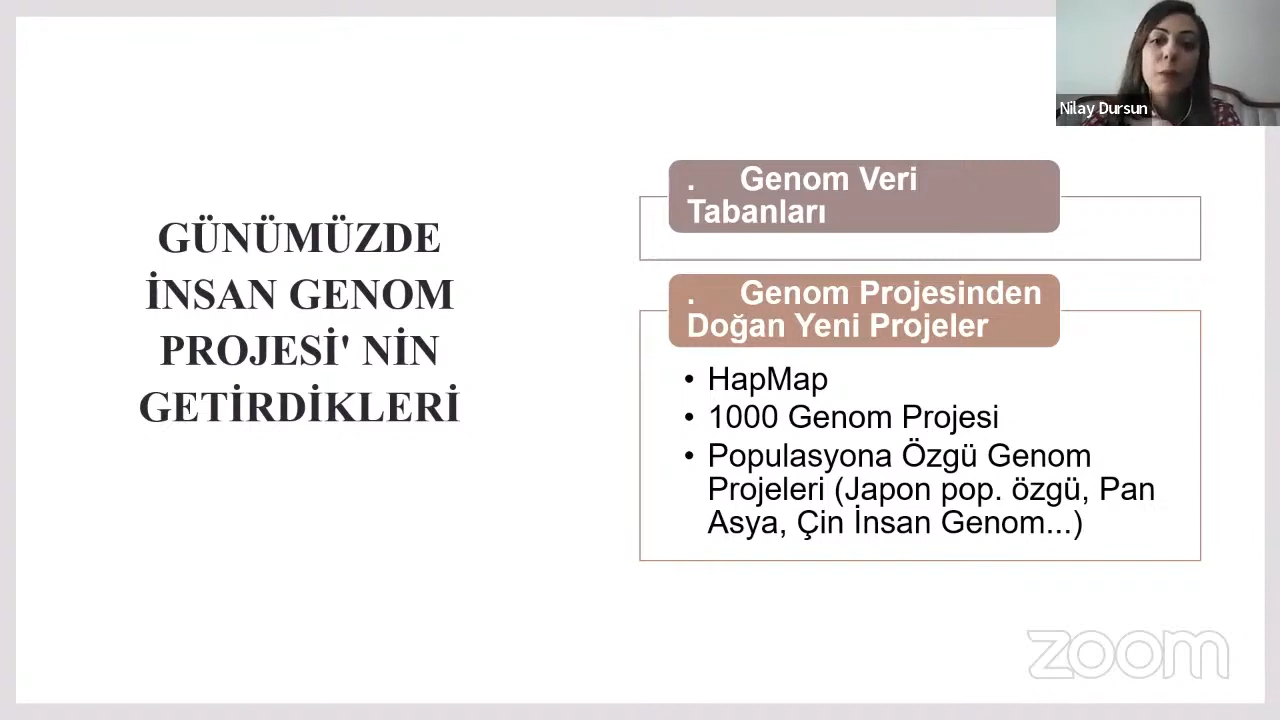 Nilay Dursun
GÜNÜMÜZDE
İNSAN GENOM
PROJESİ' NİN
GETİRDİKLERİ
. Genom Veri
Tabanları
. Genom Projesinden
Doğan Yeni Projeler
• HapMap
• 1000 Genom Projesi
• Populasyona Özgü Genom
Projeleri (Japon pop. özgü, Pan
Asya, Çin İnsan Genom...)
zoom